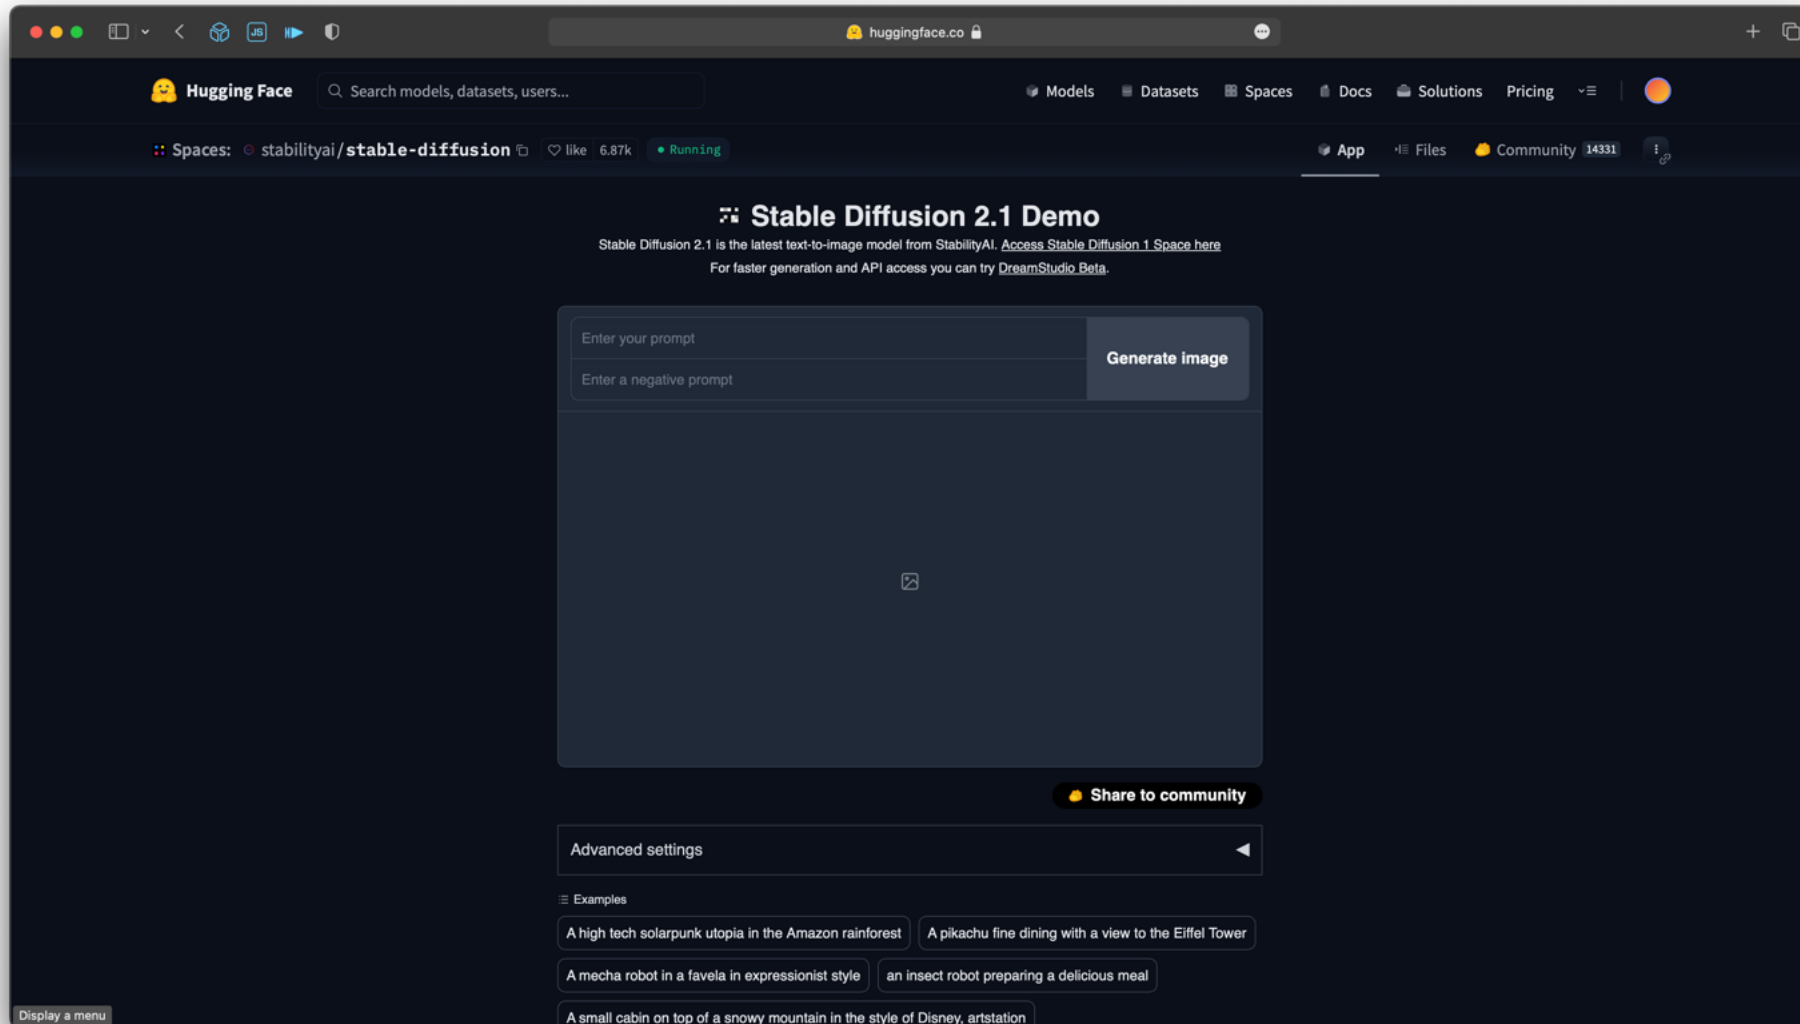 JS
huggingface.co
Hugging Face
Search models, datasets, users...
Models
Datasets
Spaces
Docs
Solutions
Pricing
Spaces:
stabilityai/stable-diffusion
like
6.87k
Running
App
Files
Community
14331
Stable Diffusion 2.1 Demo
Stable Diffusion 2.1 is the latest text-to-image model from StabilityAI. Access Stable Diffusion 1 Space here
For faster generation and API access you can try DreamStudio Beta.
Enter your prompt
Generate image
Enter a negative prompt
Share to community
Advanced settings
Examples
A high tech solarpunk utopia in the Amazon rainforest
A pikachu fine dining with a view to the Eiffel Tower
A mecha robot in a favela in expressionist style
an insect robot preparing a delicious meal
A small cabin on top of a snowy mountain in the style of Disney, artstation
Display a menu